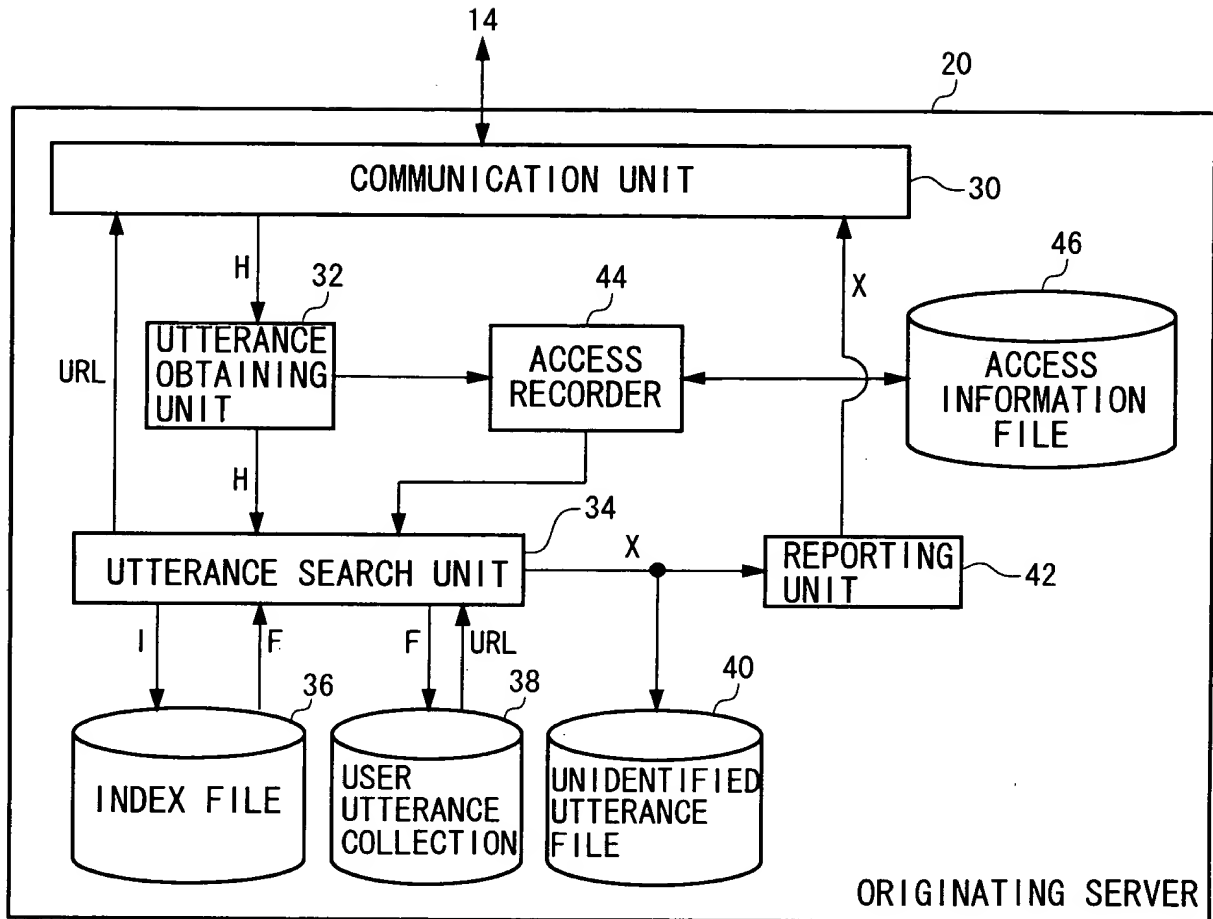 14
20
COMMUNICATION UNIT
30
H
32
44
X
46
URL
UTTERANCE
OBTAINING
UNIT
ACCESS
RECORDER
ACCESS
INFORMATION
FILE
H
34
UTTERANCE SEARCH UNIT
X
REPORTING
UNIT
42
I
F
F
URL
36
38
40
INDEX FILE
USER
UTTERANCE
COLLECTION
UNIDENTIFIED
UTTERANCE
FILE
ORIGINATING SERVER